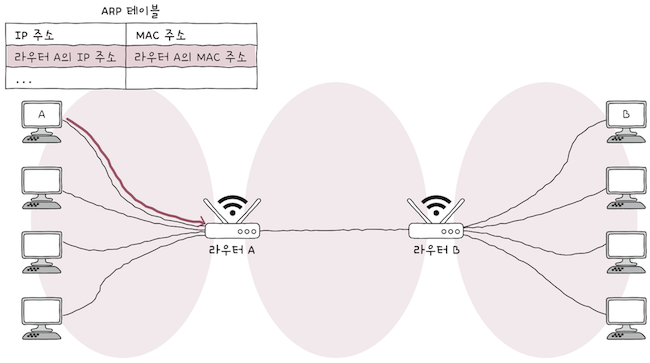 ARP 테이블
IP 주소 MAC 주소
라우터 A의 IP 주소 라우터 A의 MAC 주소
...
A
B
라우터 A
라우터 B